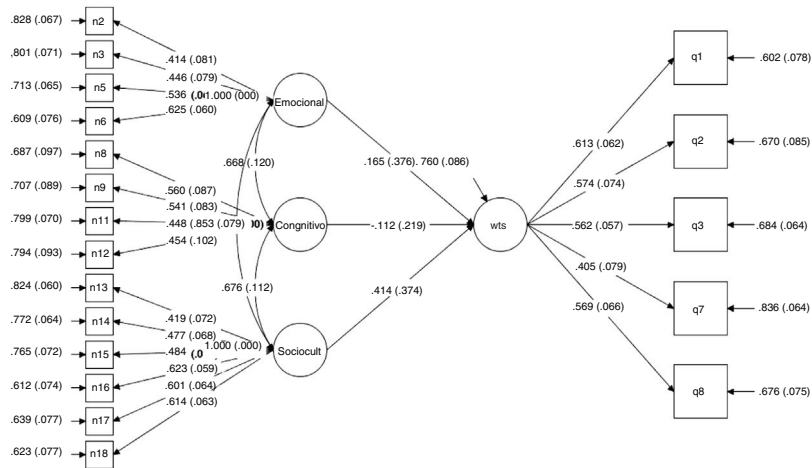 .828 (.067) n2
.414 (.081)
,801 (.071) n3
.446 (.079)
.713 (.065) n5
.536 1.000 (000)
Emocional
.609 (.076) n6
.625 (.060)
.687 (.097) n8
.668 (.120)
.165 (.376) .760 (.086)
.707 (.089) n9
.560 (.087)
.541 (.083)
.799 (.070) n11
.448 .853 (.079)
Congnitivo
-.112 (.219)
wts
.794 (.093) n12
.454 (.102)
.824 (.060) n13
.676 (.112)
.414 (.374)
.772 (.064) n14
.419 (.072)
.477 (.068)
.765 (.072) n15
.484 1.000 (.000)
Sociocult
.612 (.074) n16
.623 (.059)
.601 (.064)
.639 (.077) n17
.614 (.063)
.623 (.077) n18
q1 .602 (.078)
.613 (.062)
q2 .670 (.085)
.574 (.074)
.562 (.057) q3 .684 (.064)
.405 (.079)
q7 .836 (.064)
.569 (.066)
q8 .676 (.075)